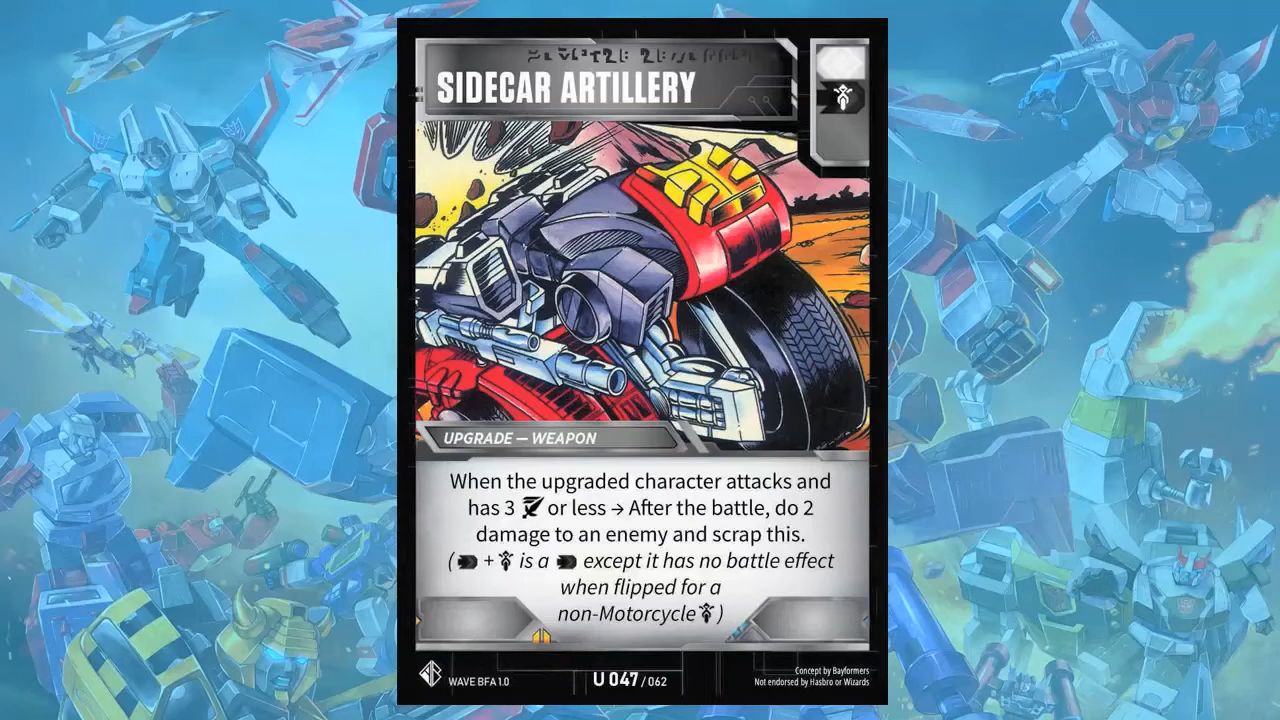 SIDECAR ARTILLERY
UPGRADE — WEAPON
When the upgraded character attacks and
has 3 or less → After the battle, do 2
damage to an enemy and scrap this.
( + is a except it has no battle effect
when flipped for a
non-Motorcycle )
WAVE BFA 1.0
U 047 / 062
Concept by Bayformers
Not endorsed by Hasbro or Wizards